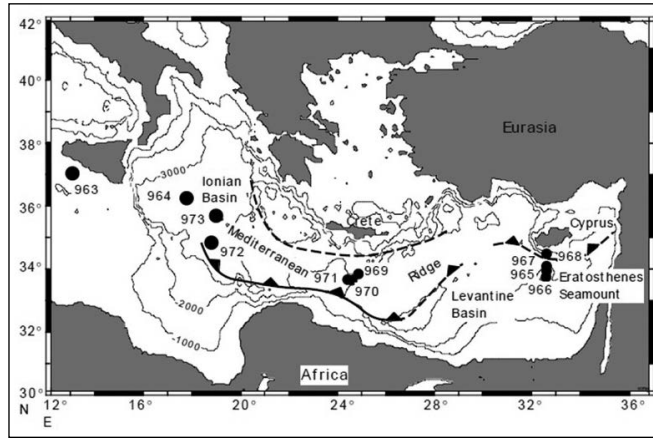 42°
40°
Eurasia
38°
-3000
963
964
Ionian
Basin
36°
973
Crete
Cyprus
Mediterranean
972
34°
971
969
970
Ridge
967
968
965
966
Eratosthenes
Seamount
Levantine
Basin
-2000
32°
-1000
Africa
30°
N
E
12° 16° 20° 24° 28° 32° 36°